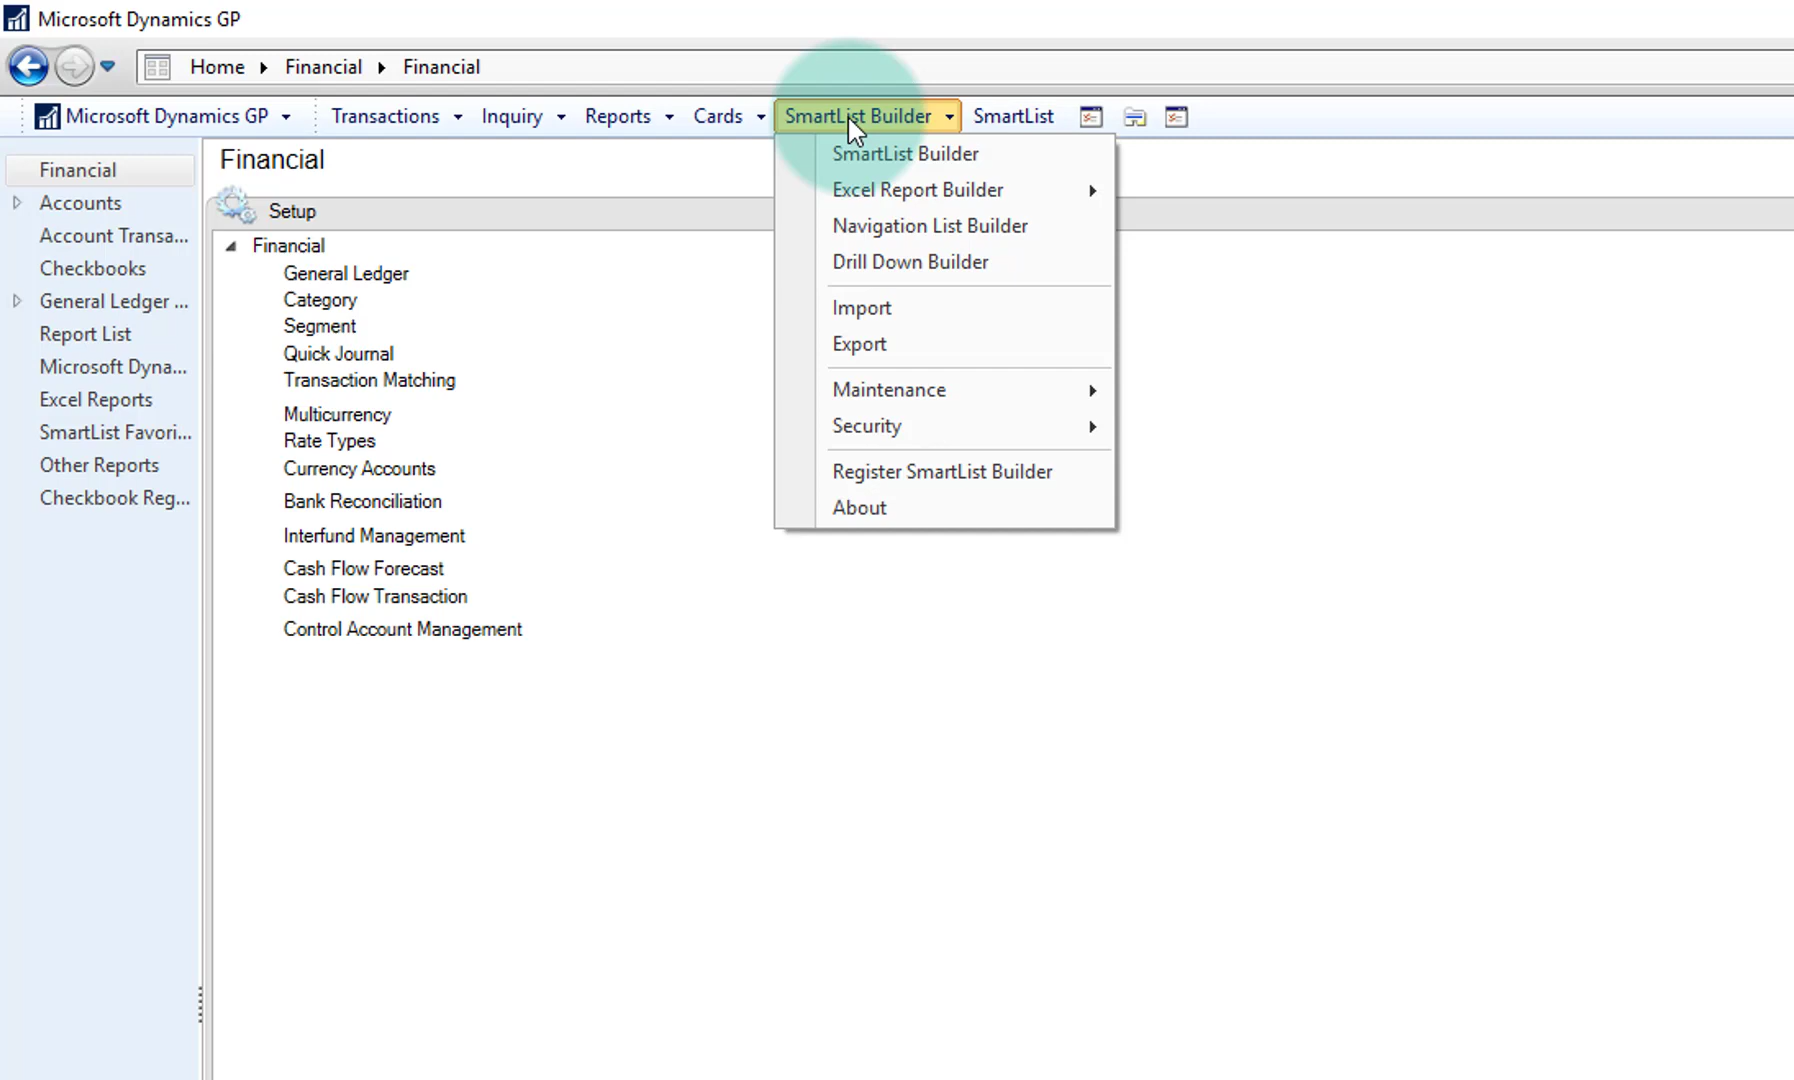 Microsoft Dynamics GP
Home Financial Financial
Microsoft Dynamics GP Transactions Inquiry Reports Cards SmartList Builder SmartList
Financial
Accounts
Account Transa...
Checkbooks
General Ledger ...
Report List
Microsoft Dyna...
Excel Reports
SmartList Favori...
Other Reports
Checkbook Reg...
Financial
Setup
Financial
General Ledger
Category
Segment
Quick Journal
Transaction Matching
Multicurrency
Rate Types
Currency Accounts
Bank Reconciliation
Interfund Management
Cash Flow Forecast
Cash Flow Transaction
Control Account Management
SmartList Builder
Excel Report Builder
Navigation List Builder
Drill Down Builder
Import
Export
Maintenance
Security
Register SmartList Builder
About